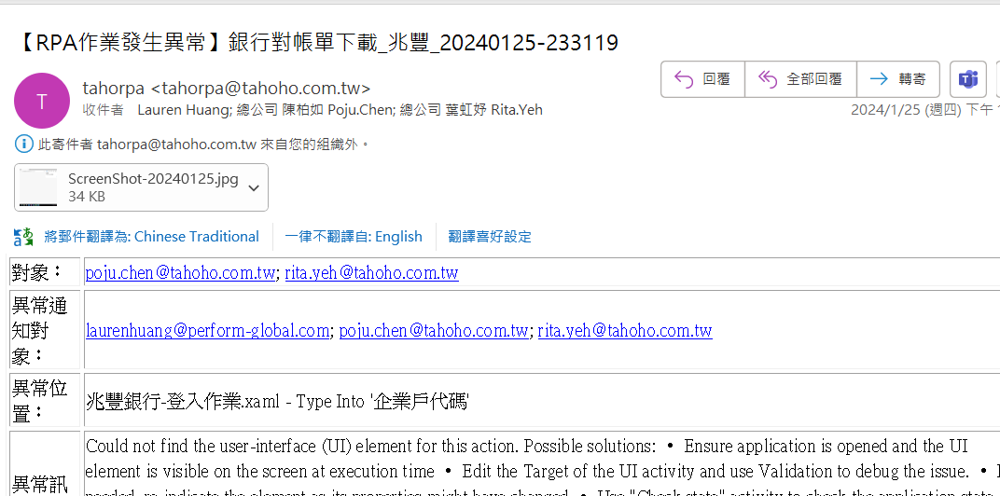 【RPA作業發生異常】銀行對帳單下載_兆豐_20240125-233119
T
tahorpa <tahorpa@tahoho.com.tw>
收件者 Lauren Huang; 總公司 陳柏如 Poju.Chen; 總公司 葉虹妤 Rita.Yeh
回覆
全部回覆
轉寄
2024/1/25 (週四) 下午
此寄件者 tahorpa@tahoho.com.tw 來自您的組織外。
ScreenShot-20240125.jpg
34 KB
將郵件翻譯為: Chinese Traditional
一律不翻譯自: English
翻譯喜好設定
對象：
poju.chen@tahoho.com.tw; rita.yeh@tahoho.com.tw
異常通
知對
象：
laurenhuang@perform-global.com; poju.chen@tahoho.com.tw; rita.yeh@tahoho.com.tw
異常位
置：
兆豐銀行-登入作業.xaml - Type Into '企業戶代碼'
異常訊
Could not find the user-interface (UI) element for this action. Possible solutions: • Ensure application is opened and the UI
element is visible on the screen at execution time • Edit the Target of the UI activity and use Validation to debug the issue. •
needed, re-indicate the element as its properties might have changed. • Use "Check state" activity to check the application state